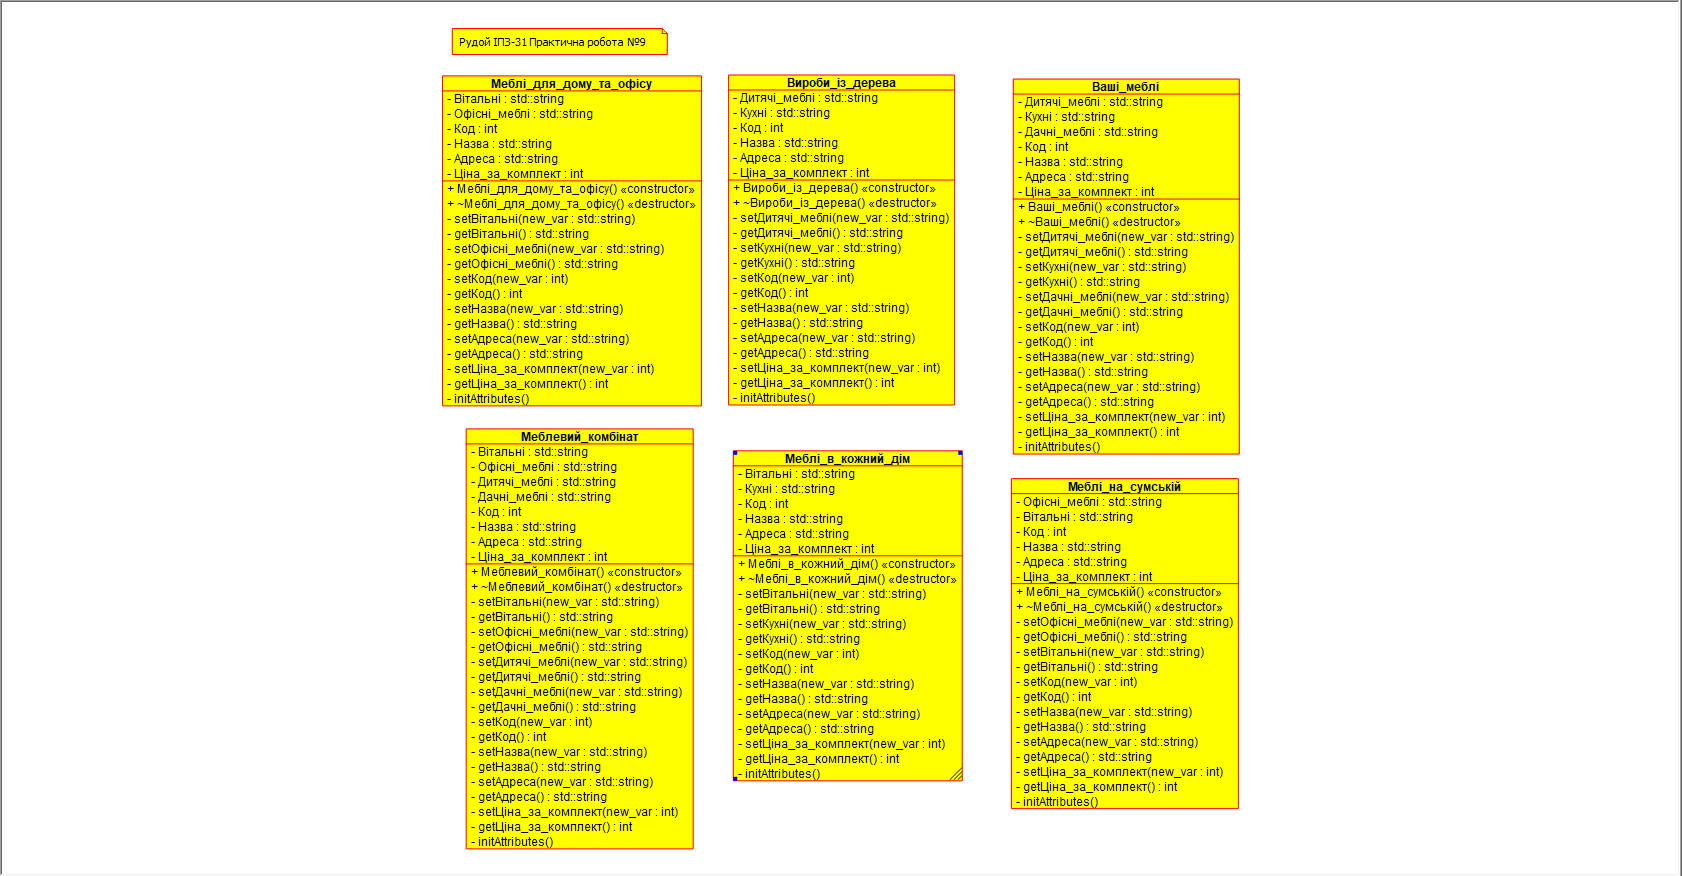 Рудой ІПЗ-31 Практична робота №9
Меблі_для_дому_та_офісу
- Вітальні : std::string
- Офісні_меблі : std::string
- Код : int
- Назва : std::string
- Адреса : std::string
- Ціна_за_комплект : int
+ Меблі_для_дому_та_офісу() «constructor»
+ ~Меблі_для_дому_та_офісу() «destructor»
- setВітальні(new_var : std::string)
- getВітальні() : std::string
- setОфісні_меблі(new_var : std::string)
- getОфісні_меблі() : std::string
- setКод(new_var : int)
- getКод() : int
- setНазва(new_var : std::string)
- getНазва() : std::string
- setАдреса(new_var : std::string)
- getАдреса() : std::string
- setЦіна_за_комплект(new_var : int)
- getЦіна_за_комплект() : int
- initAttributes()
Вироби_із_дерева
- Дитячі_меблі : std::string
- Кухні : std::string
- Код : int
- Назва : std::string
- Адреса : std::string
- Ціна_за_комплект : int
+ Вироби_із_дерева() «constructor»
+ ~Вироби_із_дерева() «destructor»
- setДитячі_меблі(new_var : std::string)
- getДитячі_меблі() : std::string
- setКухні(new_var : std::string)
- getКухні() : std::string
- setКод(new_var : int)
- getКод() : int
- setНазва(new_var : std::string)
- getНазва() : std::string
- setАдреса(new_var : std::string)
- getАдреса() : std::string
- setЦіна_за_комплект(new_var : int)
- getЦіна_за_комплект() : int
- initAttributes()
Ваші_меблі
- Дитячі_меблі : std::string
- Кухні : std::string
- Дачні_меблі : std::string
- Код : int
- Назва : std::string
- Адреса : std::string
- Ціна_за_комплект : int
+ Ваші_меблі() «constructor»
+ ~Ваші_меблі() «destructor»
- setДитячі_меблі(new_var : std::string)
- getДитячі_меблі() : std::string
- setКухні(new_var : std::string)
- getКухні() : std::string
- setДачні_меблі(new_var : std::string)
- getДачні_меблі() : std::string
- setКод(new_var : int)
- getКод() : int
- setНазва(new_var : std::string)
- getНазва() : std::string
- setАдреса(new_var : std::string)
- getАдреса() : std::string
- setЦіна_за_комплект(new_var : int)
- getЦіна_за_комплект() : int
- initAttributes()
Меблевий_комбінат
- Вітальні : std::string
- Офісні_меблі : std::string
- Дитячі_меблі : std::string
- Дачні_меблі : std::string
- Код : int
- Назва : std::string
- Адреса : std::string
- Ціна_за_комплект : int
+ Меблевий_комбінат() «constructor»
+ ~Меблевий_комбінат() «destructor»
- setВітальні(new_var : std::string)
- getВітальні() : std::string
- setОфісні_меблі(new_var : std::string)
- getОфісні_меблі() : std::string
- setДитячі_меблі(new_var : std::string)
- getДитячі_меблі() : std::string
- setДачні_меблі(new_var : std::string)
- getДачні_меблі() : std::string
- setКод(new_var : int)
- getКод() : int
- setНазва(new_var : std::string)
- getНазва() : std::string
- setАдреса(new_var : std::string)
- getАдреса() : std::string
- setЦіна_за_комплект(new_var : int)
- getЦіна_за_комплект() : int
- initAttributes()
Меблі_в_кожний_дім
- Вітальні : std::string
- Кухні : std::string
- Код : int
- Назва : std::string
- Адреса : std::string
- Ціна_за_комплект : int
+ Меблі_в_кожний_дім() «constructor»
+ ~Меблі_в_кожний_дім() «destructor»
- setВітальні(new_var : std::string)
- getВітальні() : std::string
- setКухні(new_var : std::string)
- getКухні() : std::string
- setКод(new_var : int)
- getКод() : int
- setНазва(new_var : std::string)
- getНазва() : std::string
- setАдреса(new_var : std::string)
- getАдреса() : std::string
- setЦіна_за_комплект(new_var : int)
- getЦіна_за_комплект() : int
- initAttributes()
Меблі_на_сумській
- Офісні_меблі : std::string
- Вітальні : std::string
- Код : int
- Назва : std::string
- Адреса : std::string
- Ціна_за_комплект : int
+ Меблі_на_сумській() «constructor»
+ ~Меблі_на_сумській() «destructor»
- setОфісні_меблі(new_var : std::string)
- getОфісні_меблі() : std::string
- setВітальні(new_var : std::string)
- getВітальні() : std::string
- setКод(new_var : int)
- getКод() : int
- setНазва(new_var : std::string)
- getНазва() : std::string
- setАдреса(new_var : std::string)
- getАдреса() : std::string
- setЦіна_за_комплект(new_var : int)
- getЦіна_за_комплект() : int
- initAttributes()